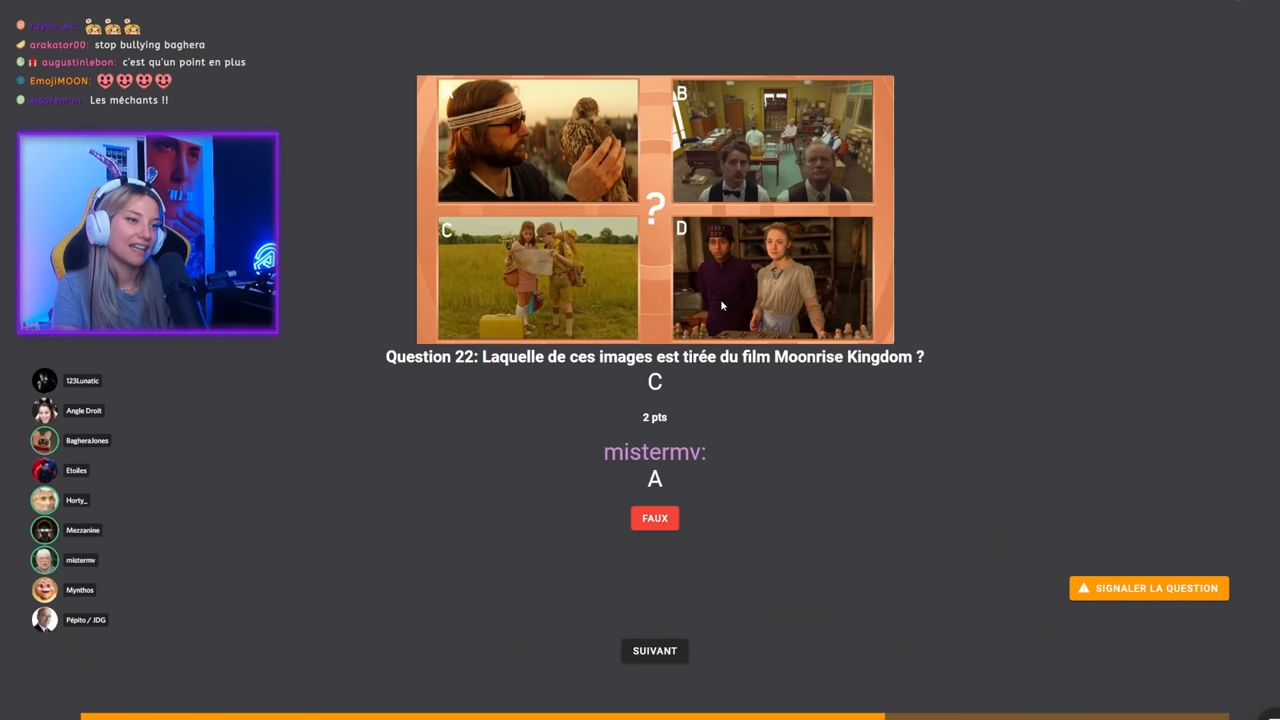 arakator00: stop bullying baghera
augustinlebon: c'est qu'un point en plus
EmojiMOON:
Les méchants !!
A
B
?
C
D
LOBBY BOY
Question 22: Laquelle de ces images est tirée du film Moonrise Kingdom ?
C
2 pts
mistermv:
A
FAUX
123Lunatic
Angle Droit
BagheraJones
Etoiles
Horty_
Mezzanine
mistermv
Mynthos
Pépito / JDG
SIGNALER LA QUESTION
SUIVANT